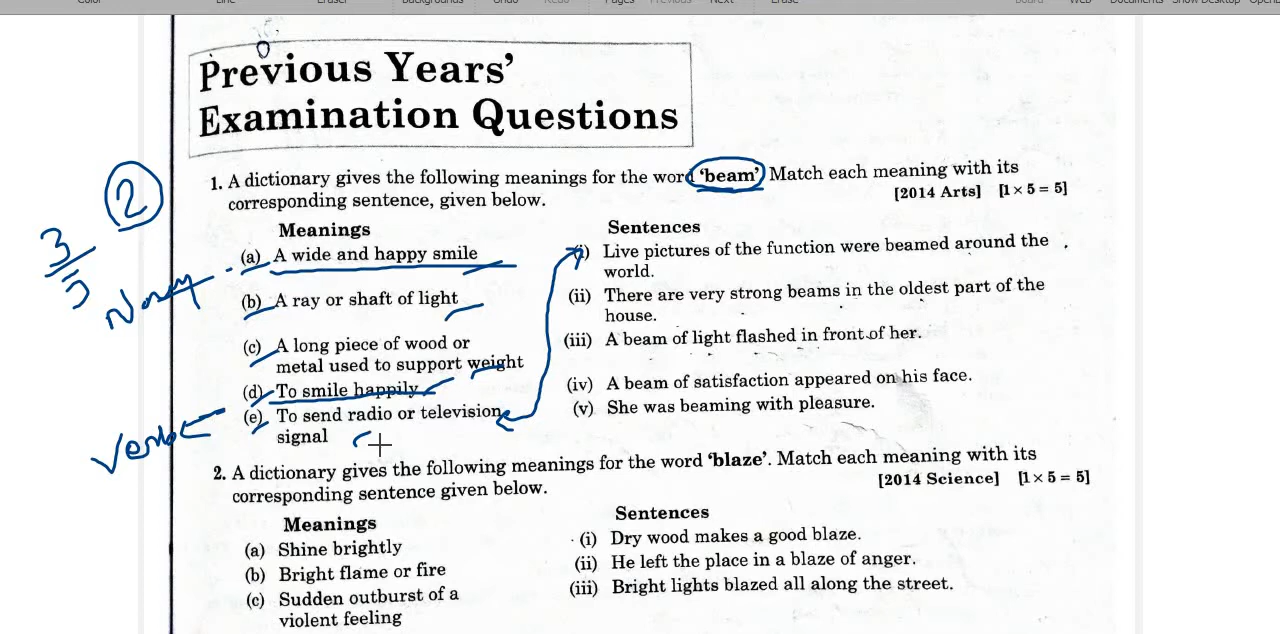 Previous Years'
Examination Questions
1. A dictionary gives the following meanings for the word 'beam' Match each meaning with its
corresponding sentence, given below. [2014 Arts] [1 × 5 = 5]
Meanings
(a) A wide and happy smile
(b) A ray or shaft of light
(c) A long piece of wood or
metal used to support weight
(d) To smile happily
(e) To send radio or television
signal
Sentences
(i) Live pictures of the function were beamed around the
world.
(ii) There are very strong beams in the oldest part of the
house.
(iii) A beam of light flashed in front of her.
(iv) A beam of satisfaction appeared on his face.
(v) She was beaming with pleasure.
2
3/5
Noun
Verb
2. A dictionary gives the following meanings for the word 'blaze'. Match each meaning with its
corresponding sentence given below. [2014 Science] [1 × 5 = 5]
Meanings
(a) Shine brightly
(b) Bright flame or fire
(c) Sudden outburst of a
violent feeling
Sentences
(i) Dry wood makes a good blaze.
(ii) He left the place in a blaze of anger.
(iii) Bright lights blazed all along the street.